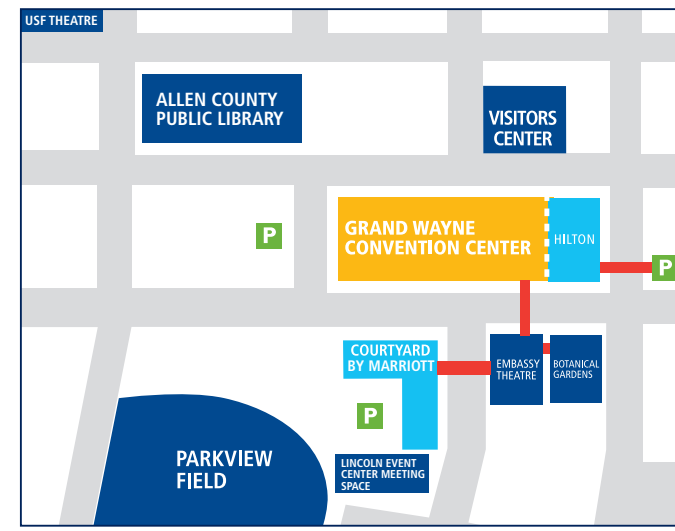 USF THEATRE
ALLEN COUNTY
PUBLIC LIBRARY
VISITORS
CENTER
P
GRAND WAYNE
CONVENTION CENTER
HILTON
P
COURTYARD
BY MARRIOTT
EMBASSY
THEATRE
BOTANICAL
GARDENS
P
PARKVIEW
FIELD
LINCOLN EVENT
CENTER MEETING
SPACE